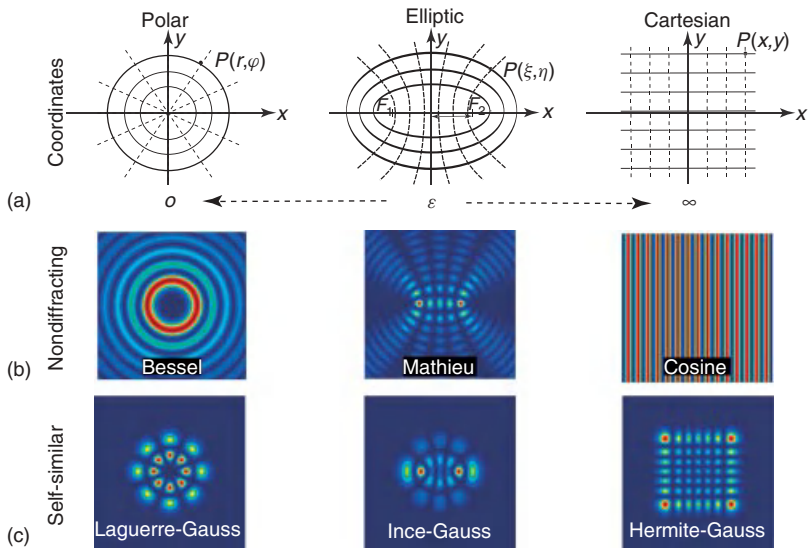 Polar Elliptic Cartesian
y y y
P(r,φ) P(ξ,η) P(x,y)
Coordinates
F₁ F₂
x x x
(a) o ε ∞
Nondiffracting
(b) Bessel Mathieu Cosine
Self-similar
(c) Laguerre-Gauss Ince-Gauss Hermite-Gauss